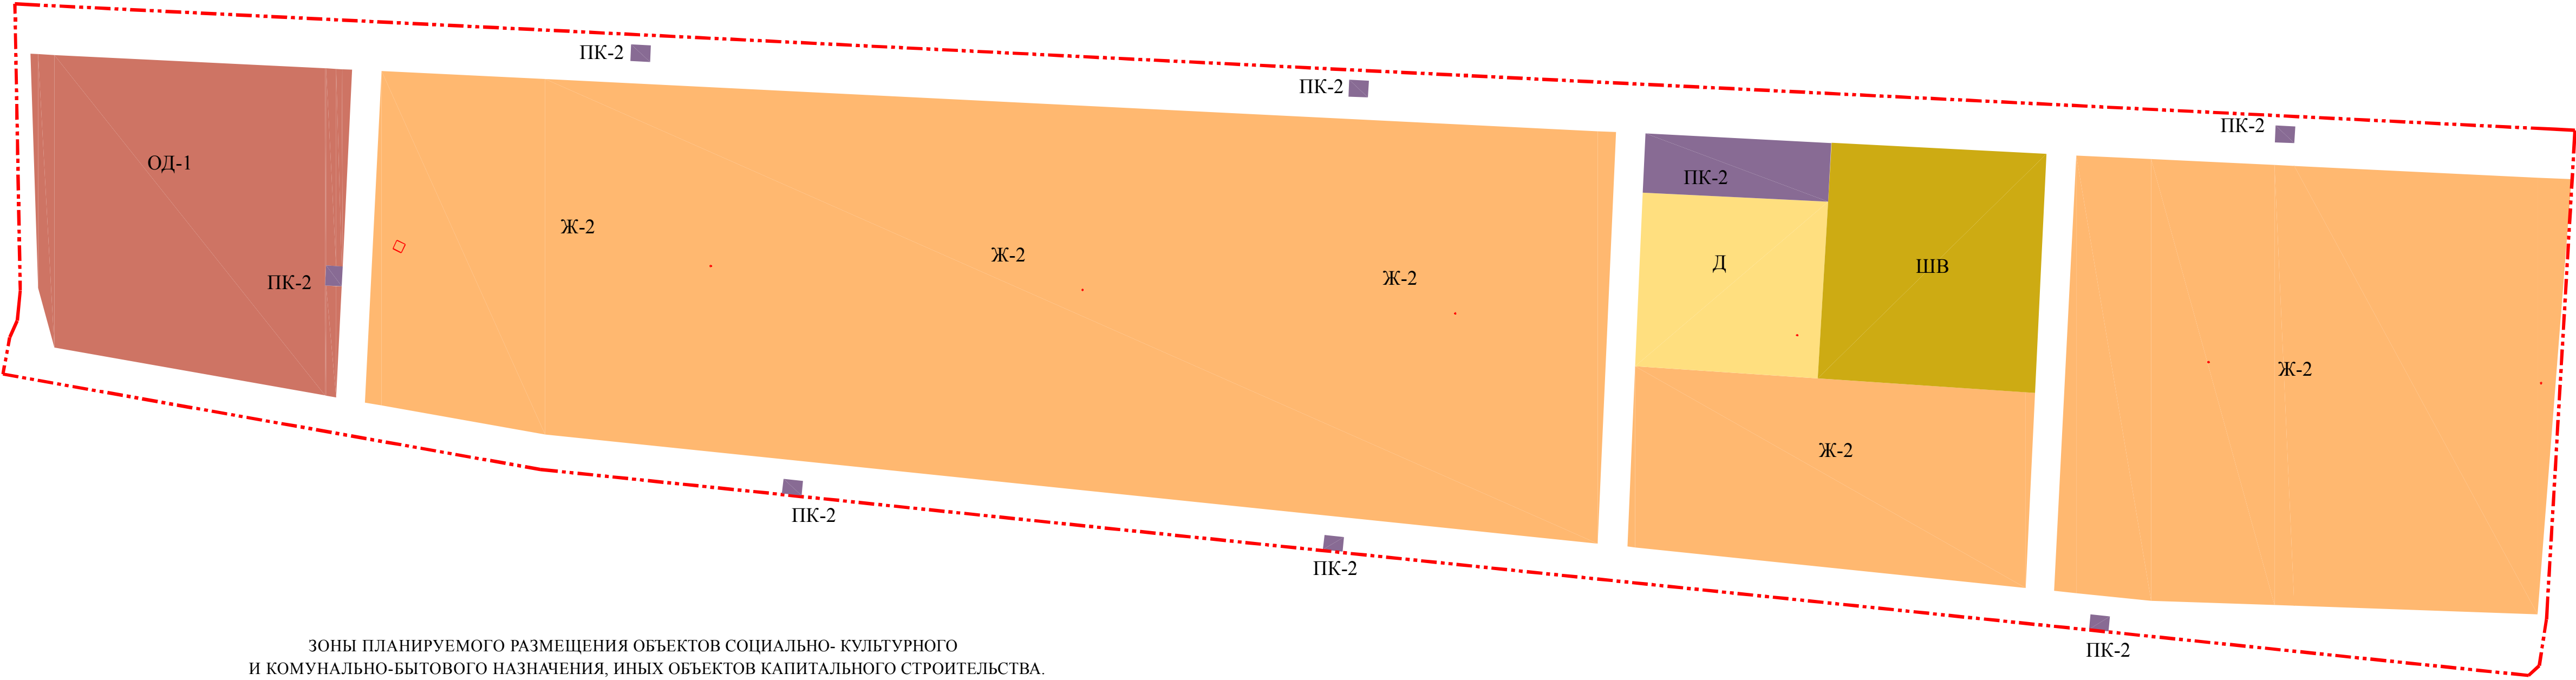 ПК-2
ПК-2
ПК-2
ОД-1
ПК-2
Ж-2
Ж-2
Д
ШВ
Ж-2
ПК-2
Ж-2
Ж-2
ПК-2
ПК-2
ПК-2
ЗОНЫ ПЛАНИРУЕМОГО РАЗМЕЩЕНИЯ ОБЪЕКТОВ СОЦИАЛЬНО- КУЛЬТУРНОГО
И КОМУНАЛЬНО-БЫТОВОГО НАЗНАЧЕНИЯ, ИНЫХ ОБЪЕКТОВ КАПИТАЛЬНОГО СТРОИТЕЛЬСТВА.